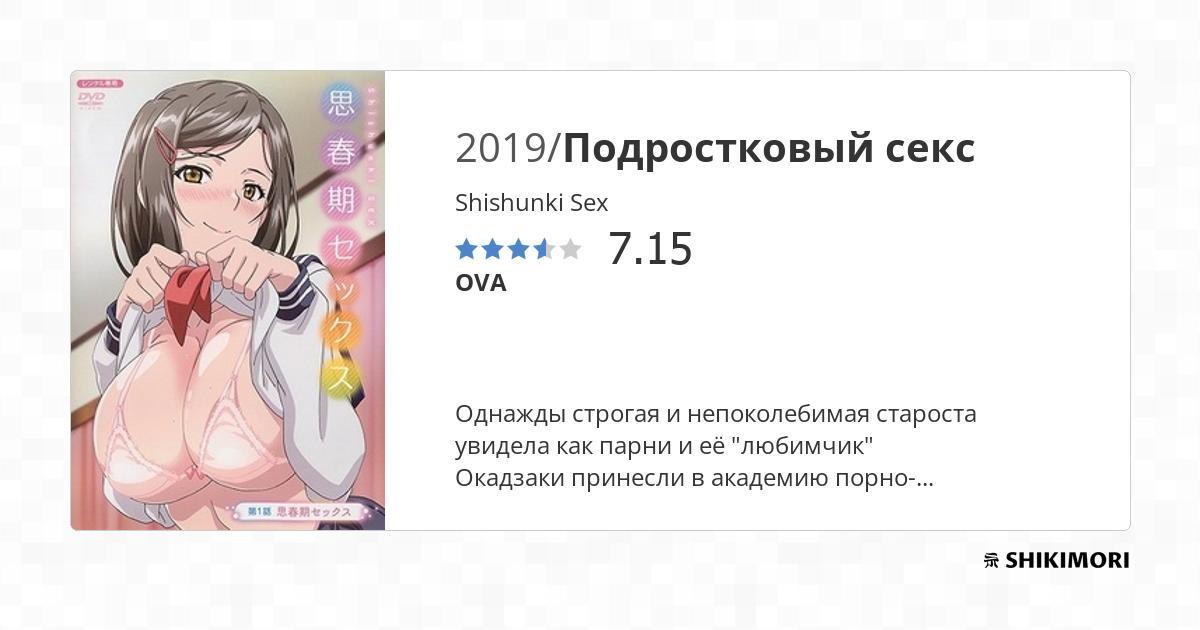 レンタル専用
DVD
VIDEO
思春期セックス
Shishunki Sex
第1話 思春期セックス
2019/Подростковый секс
Shishunki Sex
7.15
OVA
Однажды строгая и непоколебимая староста
увидела как парни и её "любимчик"
Окадзаки принесли в академию порно-...
SHIKIMORI